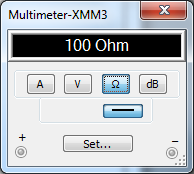 Multimeter-XMM3
100 Ohm
A V Ω dB
+ −
Set...